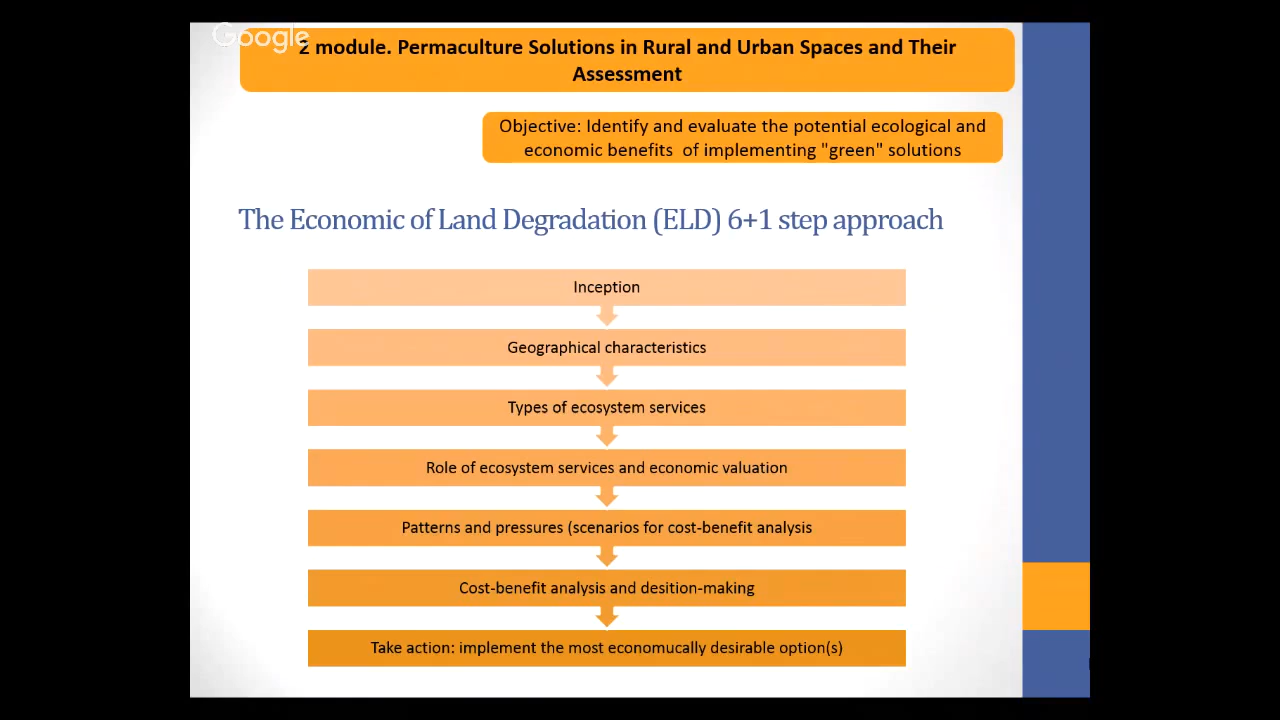 Google
2 module. Permaculture Solutions in Rural and Urban Spaces and Their
Assessment
Objective: Identify and evaluate the potential ecological and
economic benefits of implementing "green" solutions
The Economic of Land Degradation (ELD) 6+1 step approach
Inception
Geographical characteristics
Types of ecosystem services
Role of ecosystem services and economic valuation
Patterns and pressures (scenarios for cost-benefit analysis
Cost-benefit analysis and desition-making
Take action: implement the most economucally desirable option(s)